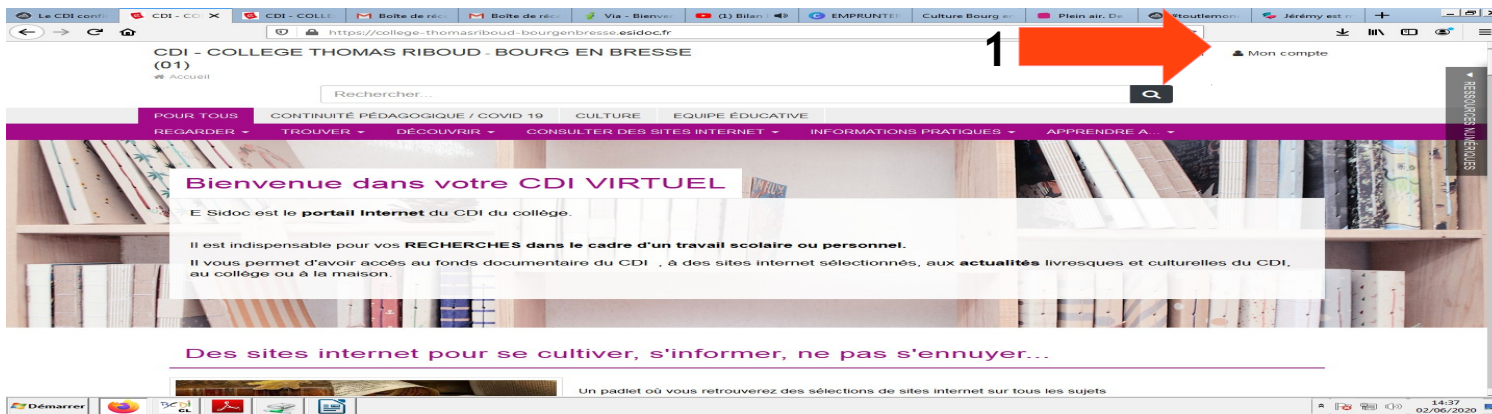 Le CDI confi
CDI - CO
CDI - COLLE
Boîte de réc
Boîte de réc
Via - Bienver
(1) Bilan
EMPRUNTER
Culture Bourg en
Plein air. De
#toutlemon
Jérémy est
https://college-thomasriboud-bourgenbresse.esidoc.fr
CDI - COLLEGE THOMAS RIBOUD - BOURG EN BRESSE
(01)
1
Mon compte
Accueil
Rechercher...
RESSOURCES NUMÉRIQUES
POUR TOUS CONTINUITÉ PÉDAGOGIQUE / COVID 19 CULTURE EQUIPE ÉDUCATIVE
REGARDER TROUVER DÉCOUVRIR CONSULTER DES SITES INTERNET INFORMATIONS PRATIQUES APPRENDRE A...
Bienvenue dans votre CDI VIRTUEL
E Sidoc est le portail Internet du CDI du collège.
Il est indispensable pour vos RECHERCHES dans le cadre d'un travail scolaire ou personnel.
Il vous permet d'avoir accès au fonds documentaire du CDI , à des sites internet sélectionnés, aux actualités livresques et culturelles du CDI,
au collège ou à la maison.
Des sites internet pour se cultiver, s'informer, ne pas s'ennuyer...
Un padlet où vous retrouverez des sélections de sites internet sur tous les sujets
Démarrer
14:37
02/06/2020